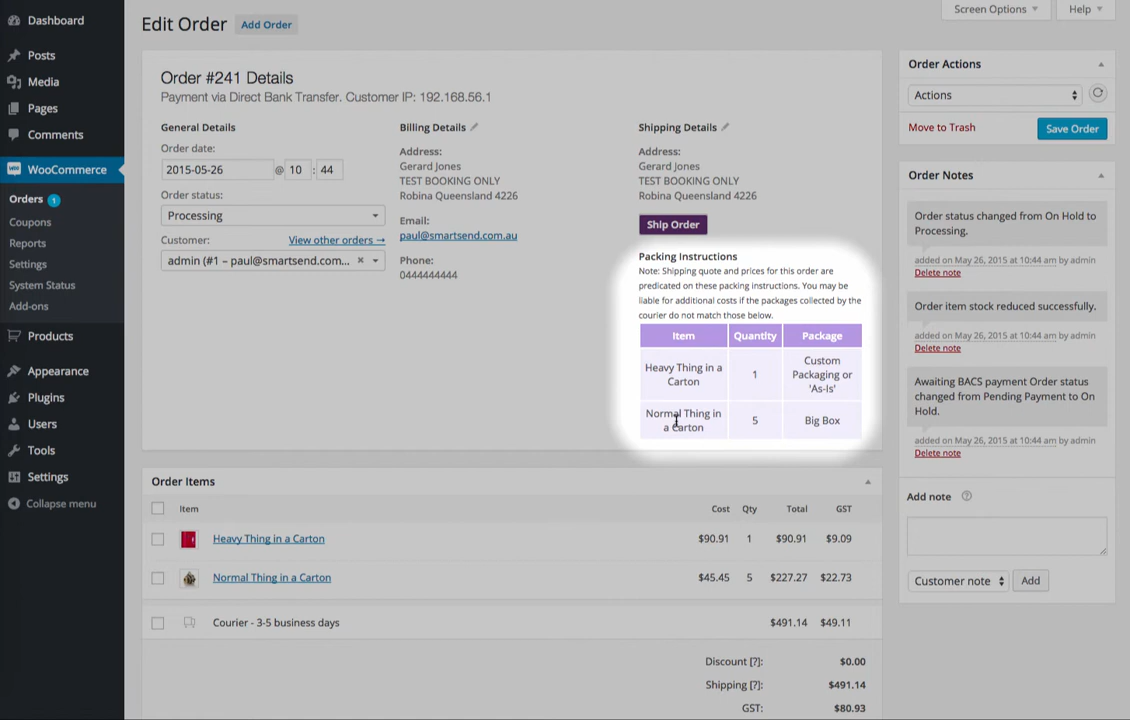 Dashboard
Posts
Media
Pages
Comments
WooCommerce
Orders 1
Coupons
Reports
Settings
System Status
Add-ons
Products
Appearance
Plugins
Users
Tools
Settings
Collapse menu
Screen Options
Help
Edit Order
Add Order
Order #241 Details
Payment via Direct Bank Transfer. Customer IP: 192.168.56.1
General Details
Order date:
2015-05-26 @ 10 : 44
Order status:
Processing
Customer: View other orders →
admin (#1 – paul@smartsend.com... ×
Billing Details
Address:
Gerard Jones
TEST BOOKING ONLY
Robina Queensland 4226
Email:
paul@smartsend.com.au
Phone:
0444444444
Shipping Details
Address:
Gerard Jones
TEST BOOKING ONLY
Robina Queensland 4226
Ship Order
Packing Instructions
Note: Shipping quote and prices for this order are
predicated on these packing instructions. You may be
liable for additional costs if the packages collected by the
courier do not match those below.
Item Quantity Package
Heavy Thing in a
Carton
1
Custom
Packaging or
'As-Is'
Normal Thing in
a Carton
5
Big Box
Order Items
Item Cost Qty Total GST
Heavy Thing in a Carton $90.91 1 $90.91 $9.09
Normal Thing in a Carton $45.45 5 $227.27 $22.73
Courier - 3-5 business days $491.14 $49.11
Discount [?]: $0.00
Shipping [?]: $491.14
GST: $80.93
Order Actions
Actions
Move to Trash
Save Order
Order Notes
Order status changed from On Hold to
Processing.
added on May 26, 2015 at 10:44 am by admin
Delete note
Order item stock reduced successfully.
added on May 26, 2015 at 10:44 am by admin
Delete note
Awaiting BACS payment Order status
changed from Pending Payment to On
Hold.
added on May 26, 2015 at 10:44 am by admin
Delete note
Add note ?
Customer note
Add